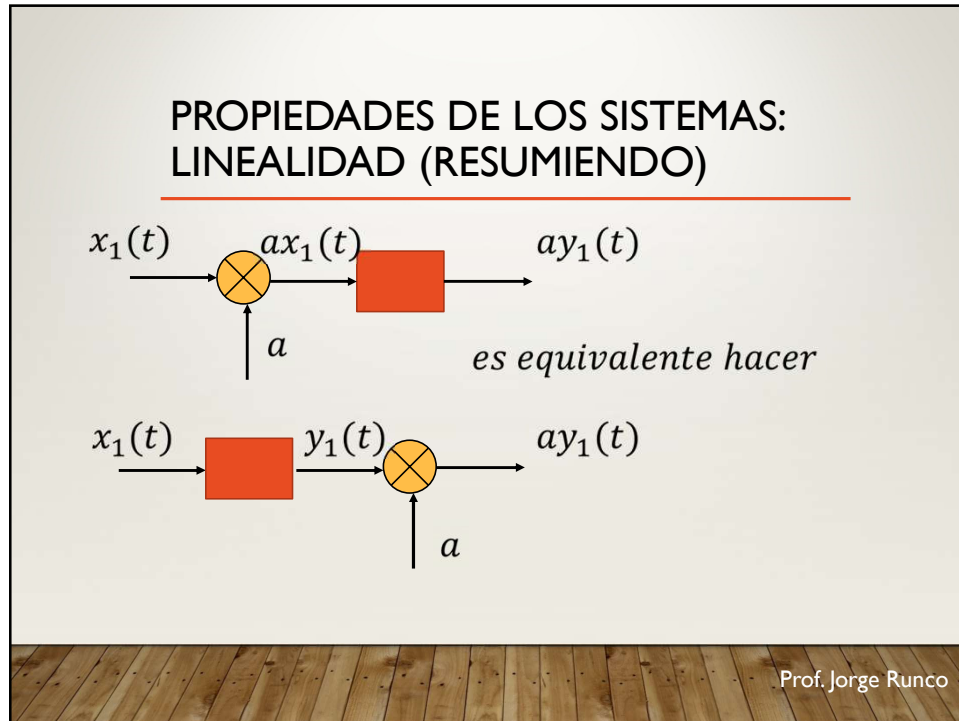 PROPIEDADES DE LOS SISTEMAS:
LINEALIDAD (RESUMIENDO)
x₁(t) ax₁(t) ay₁(t)
a
es equivalente hacer
x₁(t) y₁(t) ay₁(t)
a
Prof. Jorge Runco